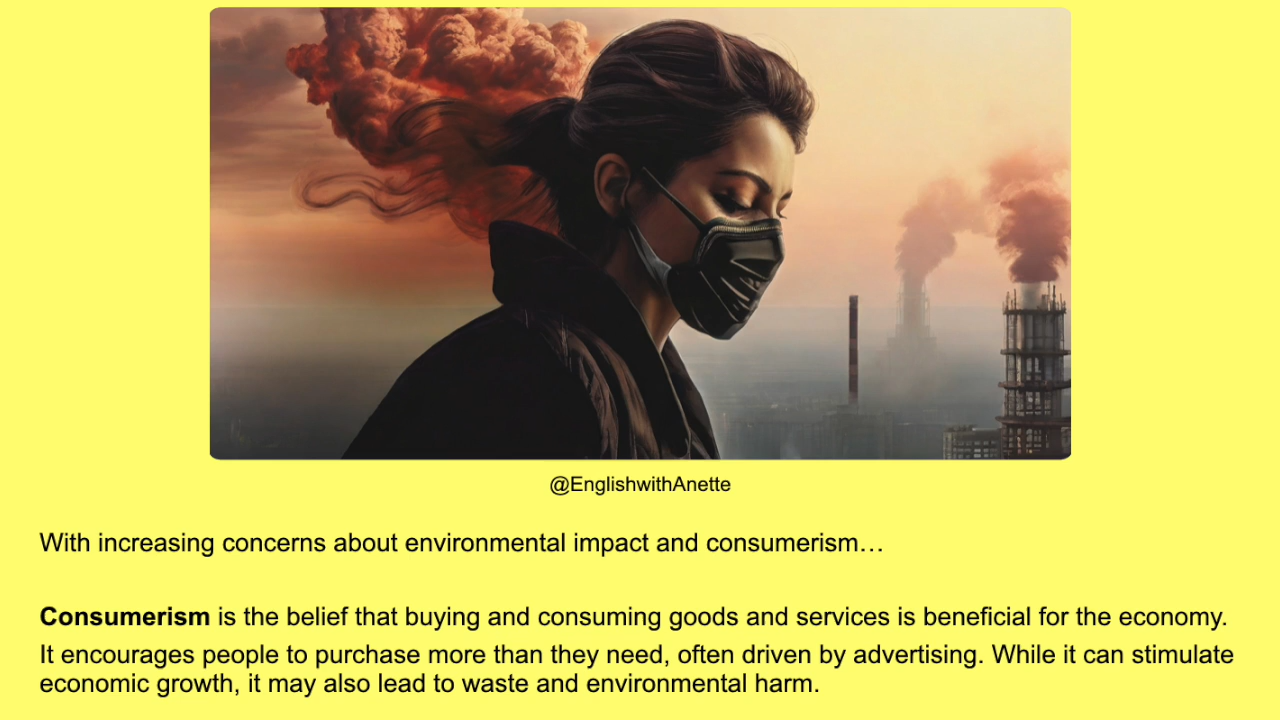 @EnglishwithAnette
With increasing concerns about environmental impact and consumerism…
Consumerism is the belief that buying and consuming goods and services is beneficial for the economy.
It encourages people to purchase more than they need, often driven by advertising. While it can stimulate
economic growth, it may also lead to waste and environmental harm.